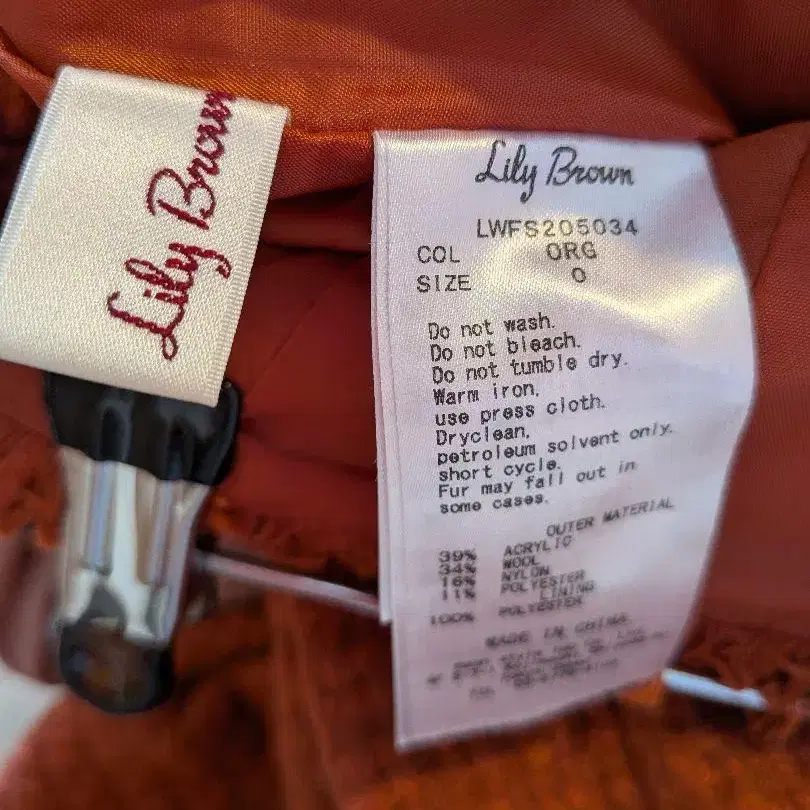 Lily Brown
Lily Brown
LWFS205034
COL ORG
SIZE 0
Do not wash.
Do not bleach.
Do not tumble dry.
Warm iron,
use press cloth.
Dryclean,
petroleum solvent only.
short cycle.
Fur may fall out in
some cases.
OUTER MATERIAL
39% ACRYLIC
34% WOOL
16% NYLON
11% POLYESTER
LINING
100% POLYESTER
MADE IN CHINA